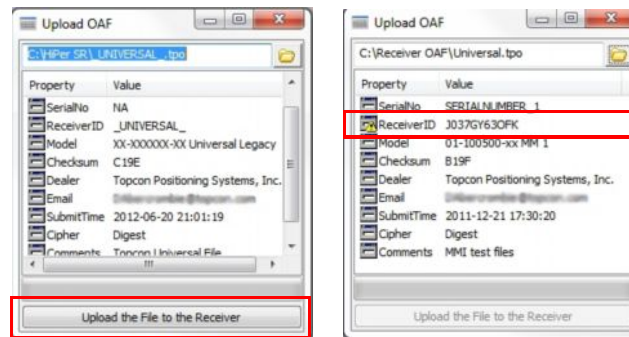 Upload OAF
C:\HiPer SR\_UNIVERSAL_.tpo
Property Value
SerialNo NA
ReceiverID _UNIVERSAL_
Model XX-XXXXXX-XX Universal Legacy
Checksum C19E
Dealer Topcon Positioning Systems, Inc.
Email
SubmitTime 2012-06-20 21:01:19
Cipher Digest
Comments Topcon Universal File
Upload the File to the Receiver
Upload OAF
C:\Receiver OAF\Universal.tpo
Property Value
SerialNo SERIALNUMBER_1
ReceiverID J037GY63OFK
Model 01-100500-xx MM 1
Checksum B19F
Dealer Topcon Positioning Systems, Inc.
Email
SubmitTime 2011-12-21 17:30:20
Cipher Digest
Comments MMI test files
Upload the File to the Receiver